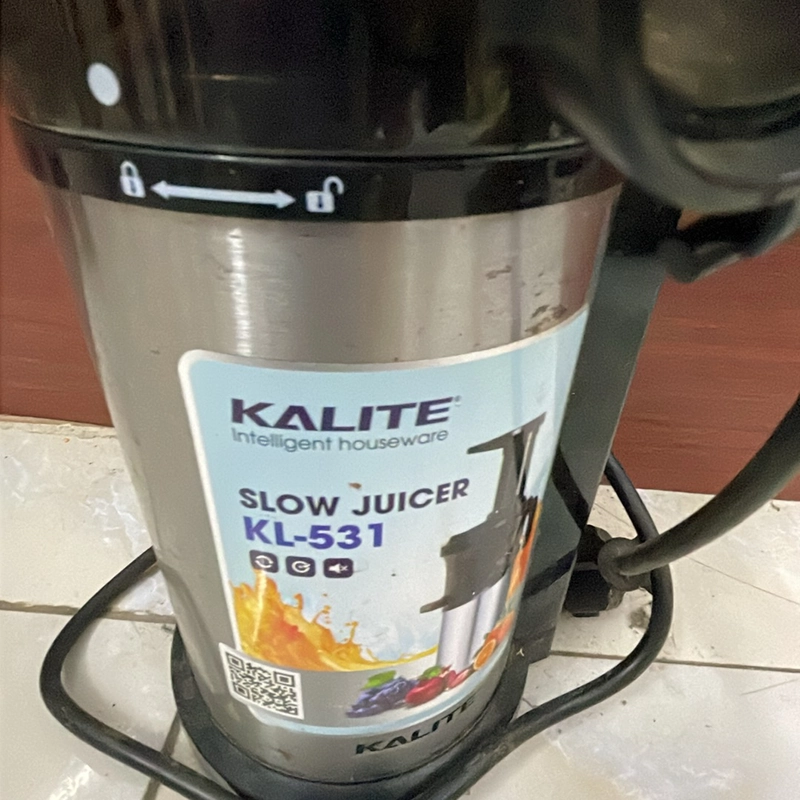 KALITE®
Intelligent houseware
SLOW JUICER
KL-531
KALITE